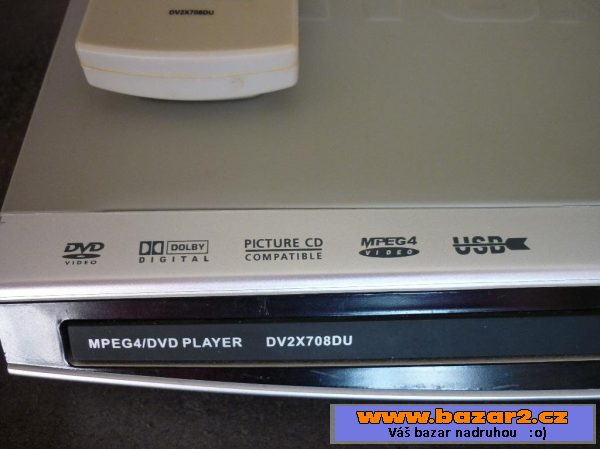 DV2X708DU
DVD VIDEO
DOLBY DIGITAL
PICTURE CD COMPATIBLE
MPEG4 VIDEO
USB
MPEG4/DVD PLAYER DV2X708DU
www.bazar2.cz
Váš bazar nadruhou :o)